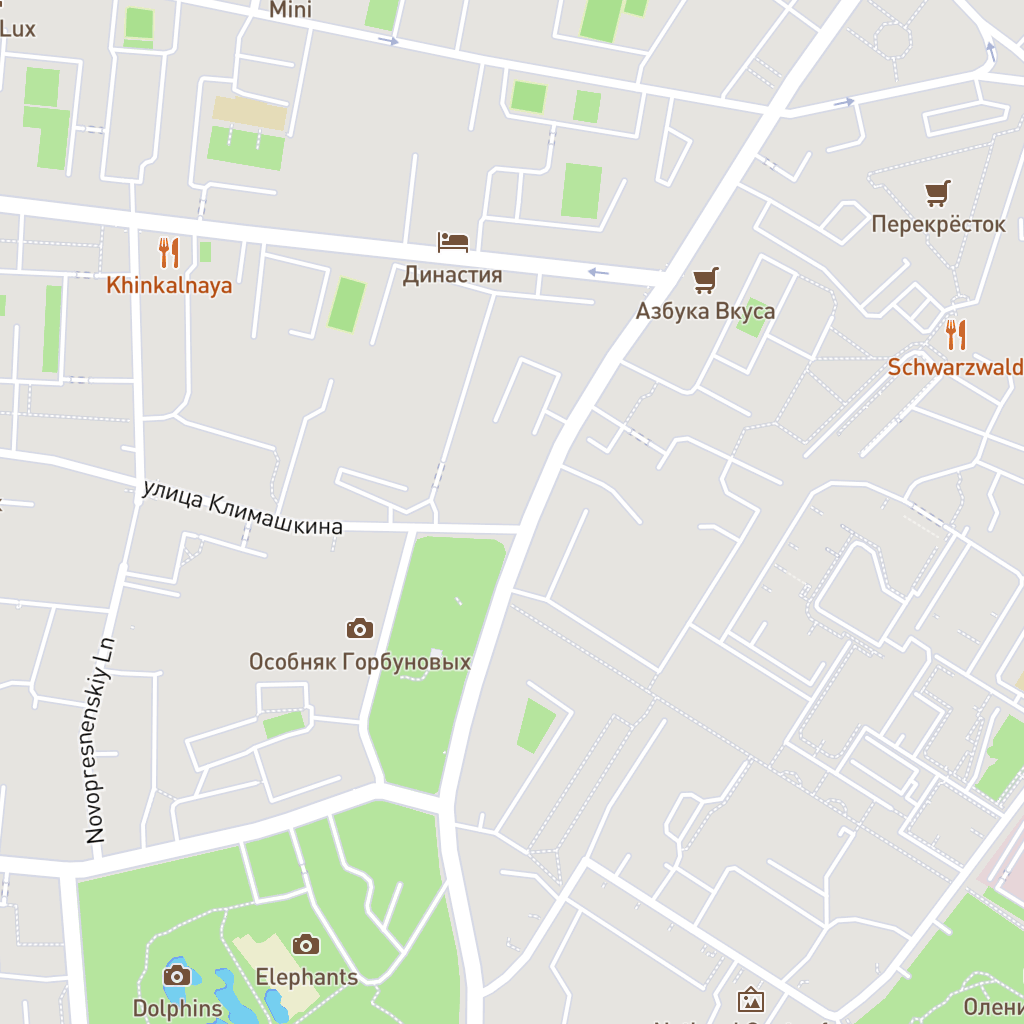 Mini
Lux
Перекрёсток
Khinkalnaya
Династия
Азбука Вкуса
Schwarzwald
улица Климашкина
Особняк Горбуновых
Novopresnenskiy Ln
Elephants
Dolphins
Олени